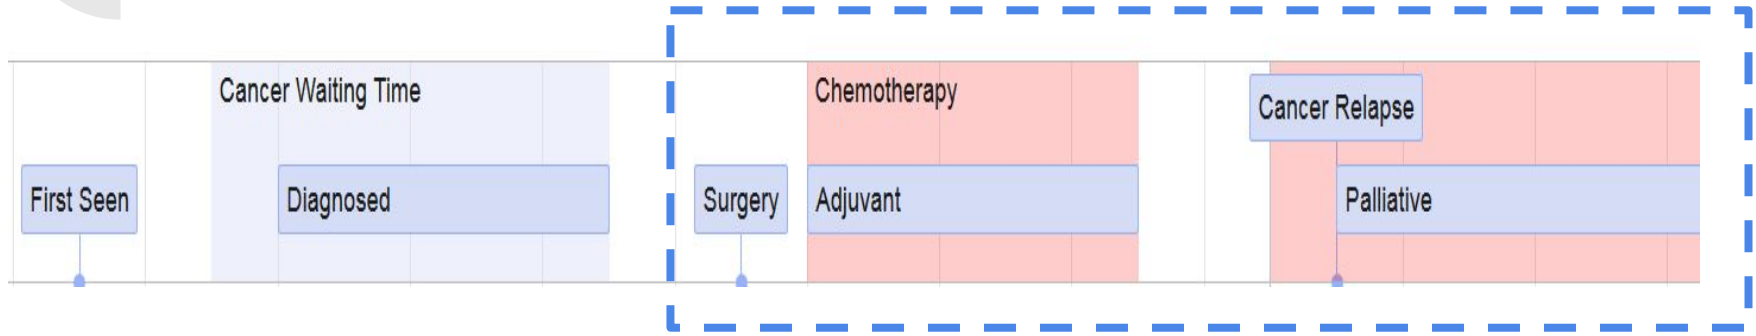 Cancer Waiting Time
Chemotherapy
Cancer Relapse
First Seen
Diagnosed
Surgery
Adjuvant
Palliative